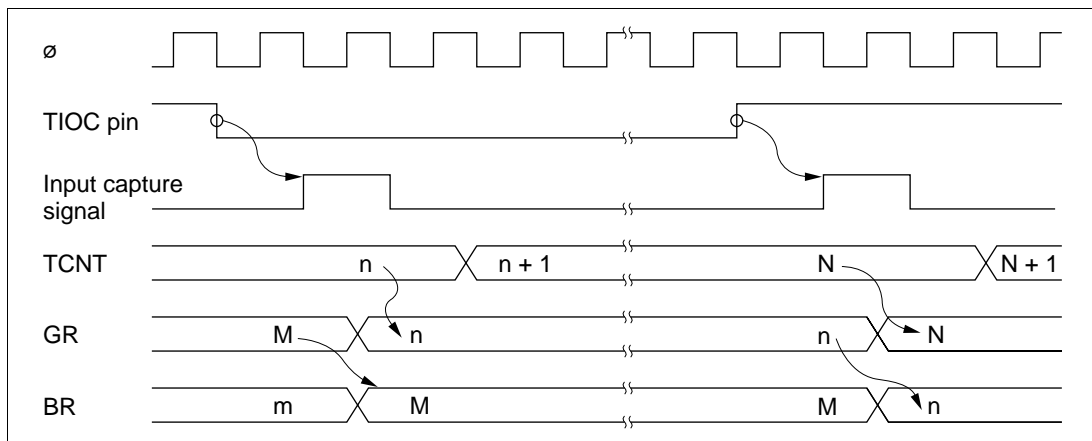 ø
TIOC pin
Input capture
signal
TCNT n n + 1 N N + 1
GR M n n N
BR m M M n